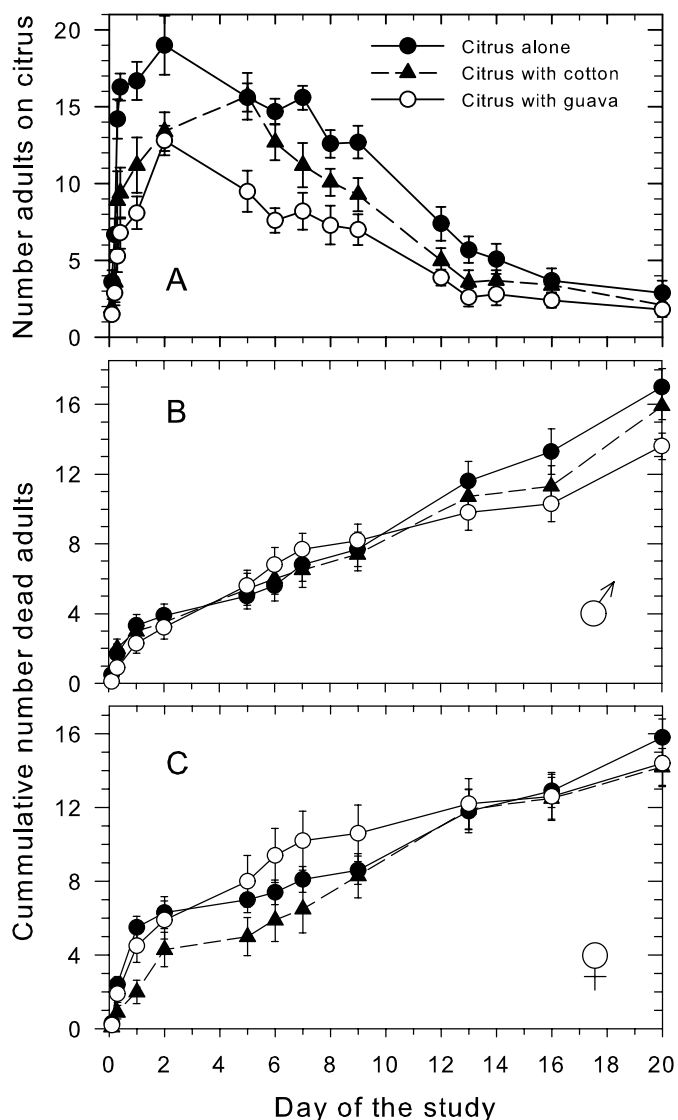 Number adults on citrus
20
15
10
5
0
Citrus alone
Citrus with cotton
Citrus with guava
A
Cummulative number dead adults
16
12
8
4
0
B
16
12
8
4
0
C
0 2 4 6 8 10 12 14 16 18 20
Day of the study